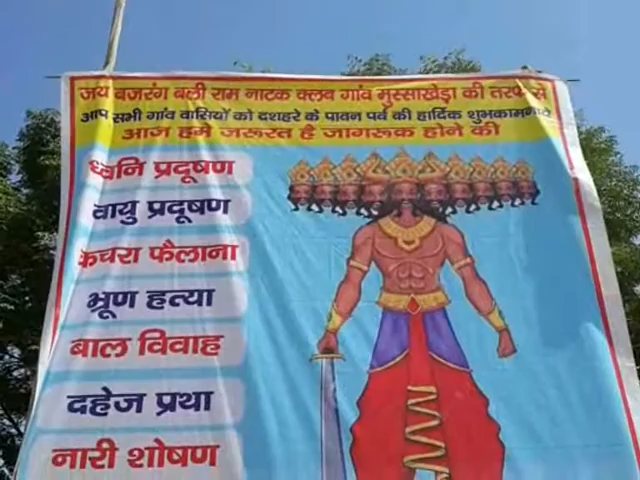 जय बजरंग बली राम नाटक क्लव गांव मुस्साखेड़ा की तरफ से
आप सभी गांव वासियों को दशहरे के पावन पर्व की हार्दिक शुभकामनायें
आज हमे जरूरत है जागरूक होने की
ध्वनि प्रदूषण
वायु प्रदूषण
कचरा फैलाना
भ्रूण हत्या
बाल विवाह
दहेज प्रथा
नारी शोषण